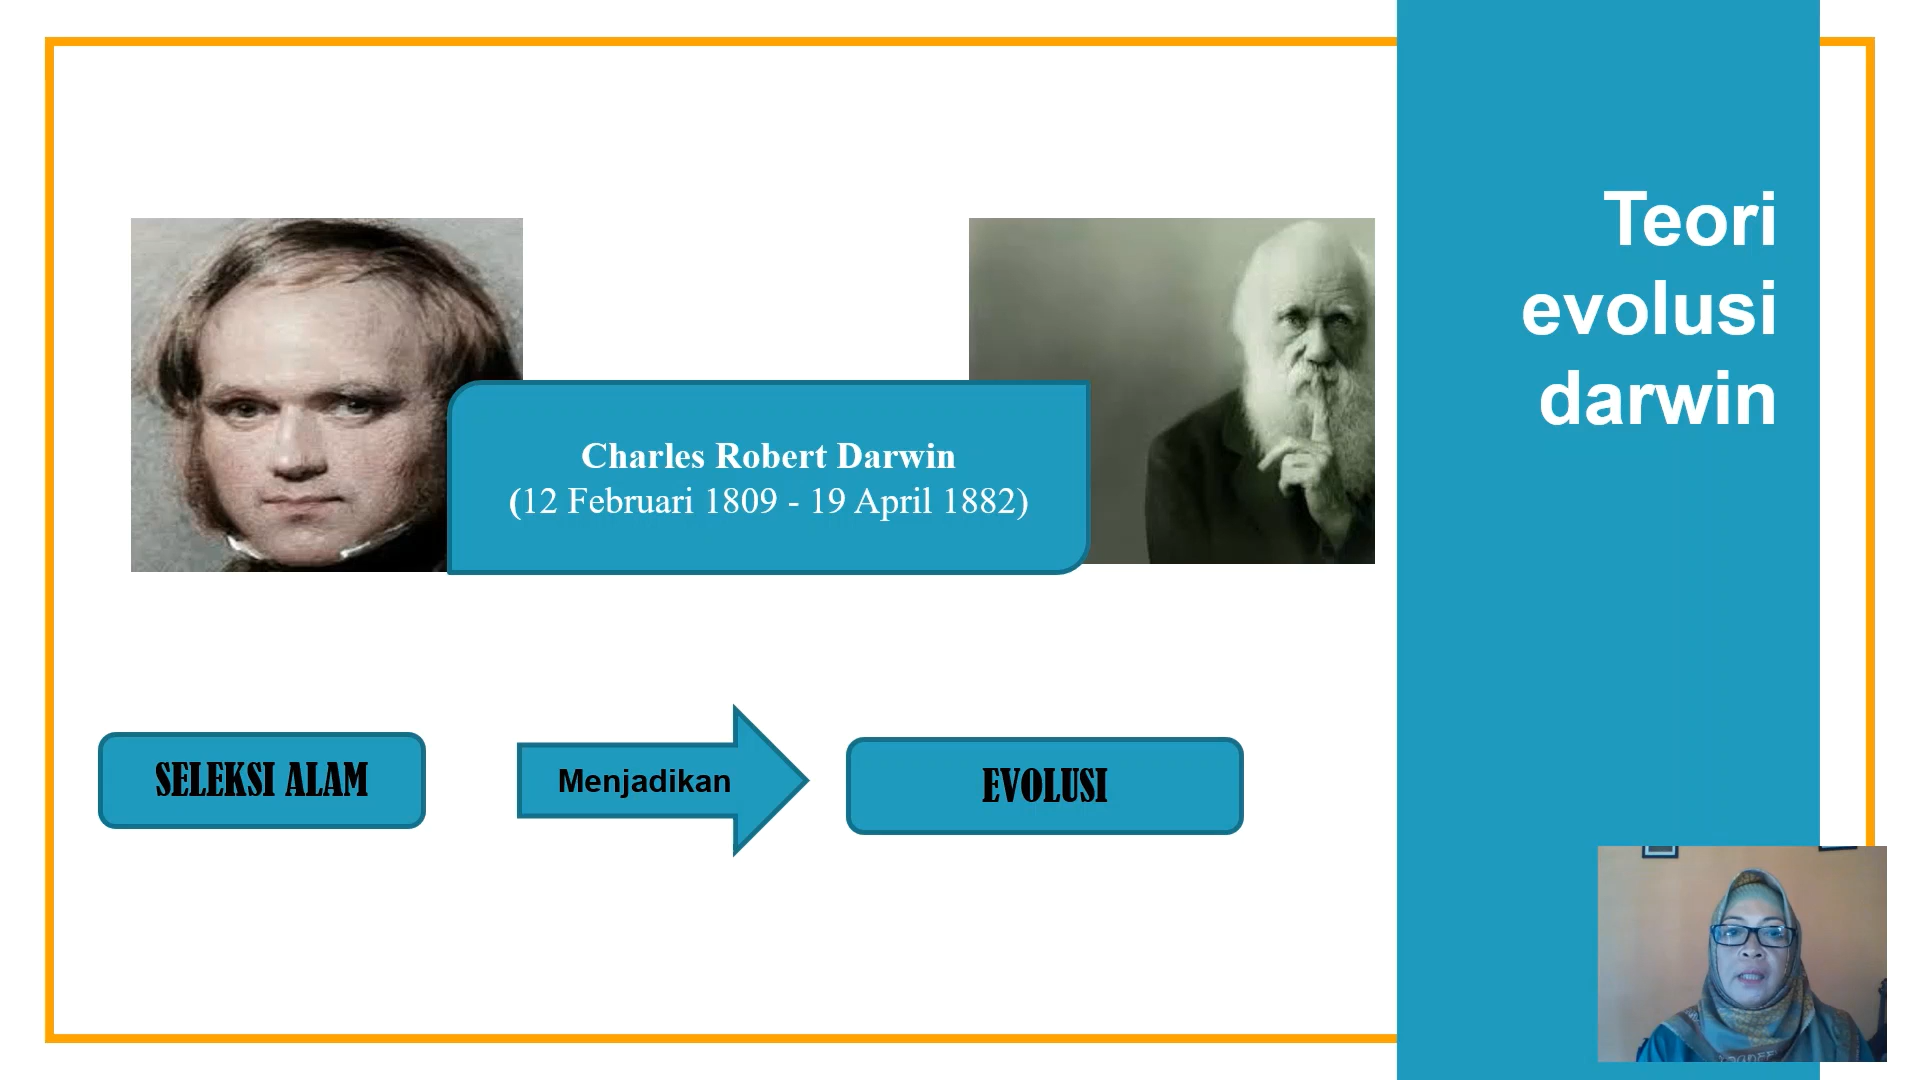 Teori
evolusi
darwin
Charles Robert Darwin
(12 Februari 1809 - 19 April 1882)
SELEKSI ALAM
Menjadikan
EVOLUSI